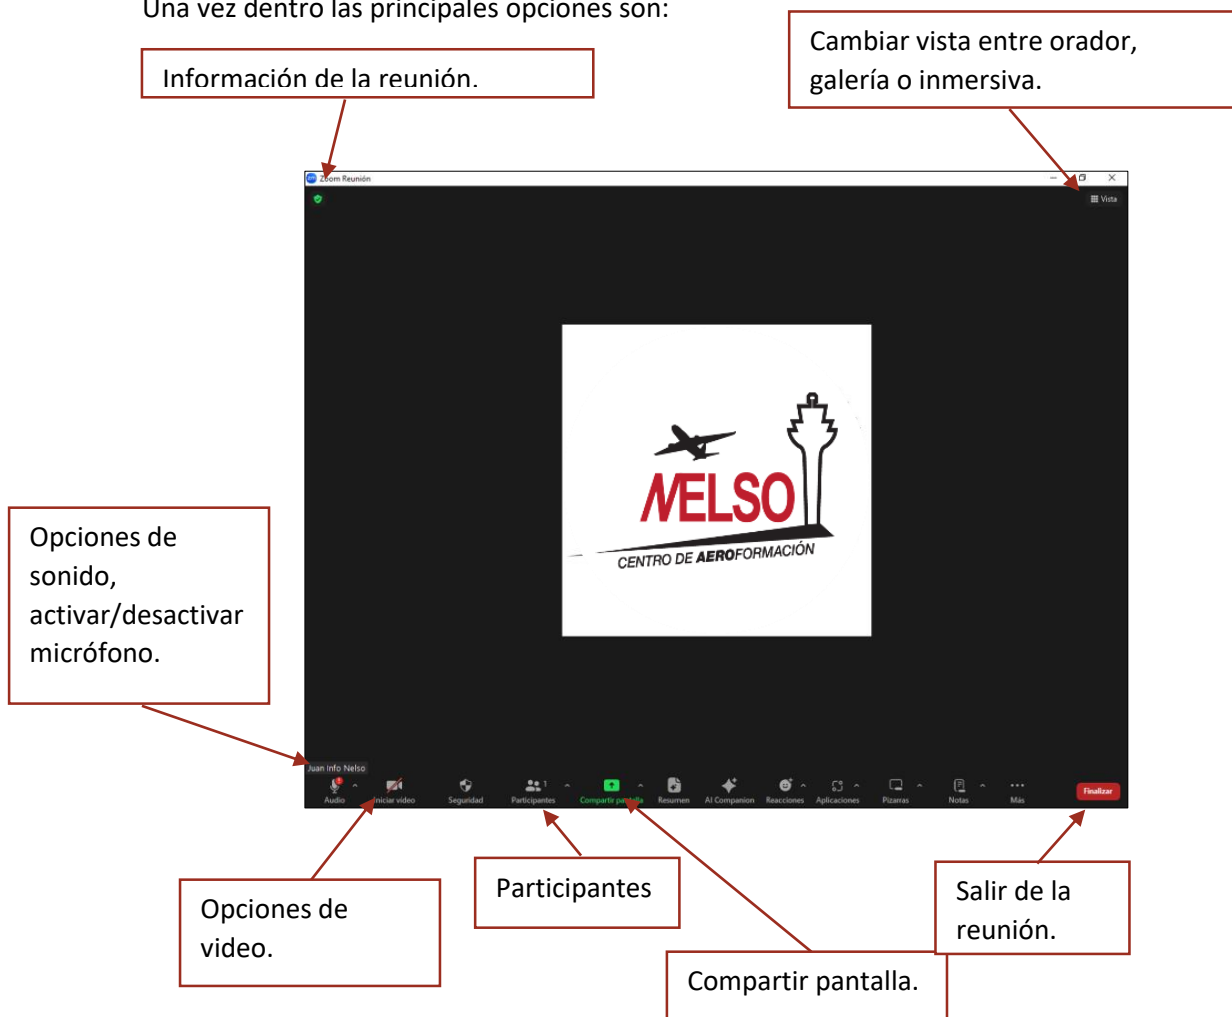 Una vez dentro las principales opciones son:
Información de la reunión.
Cambiar vista entre orador,
galería o inmersiva.
Zoom Reunión
Vista
NELSO
CENTRO DE AEROFORMACIÓN
Opciones de
sonido,
activar/desactivar
micrófono.
Juan Info Nelso
Audio
Iniciar video
Seguridad
1
Participantes
Compartir pantalla
Resumen
AI Companion
Reacciones
Aplicaciones
Pizarras
Notas
Más
Finalizar
Opciones de
video.
Participantes
Compartir pantalla.
Salir de la
reunión.